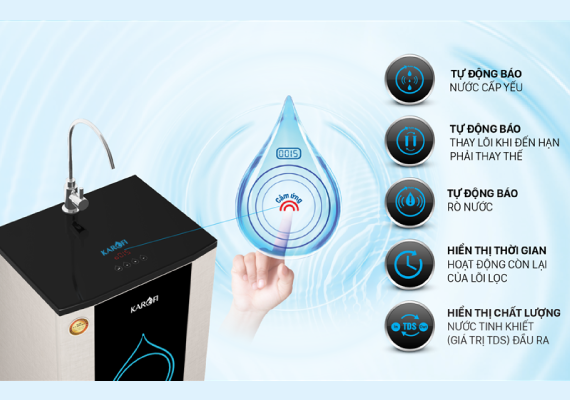 TỰ ĐỘNG BÁO
NƯỚC CẤP YẾU
TỰ ĐỘNG BÁO
THAY LÕI KHI ĐẾN HẠN
PHẢI THAY THẾ
TỰ ĐỘNG BÁO
RÒ NƯỚC
HIỂN THỊ THỜI GIAN
HOẠT ĐỘNG CÒN LẠI
CỦA LÕI LỌC
HIỂN THỊ CHẤT LƯỢNG
NƯỚC TINH KHIẾT
(GIÁ TRỊ TDS) ĐẦU RA
TDS
0015
Cảm ứng
KAROFI
KAROFI